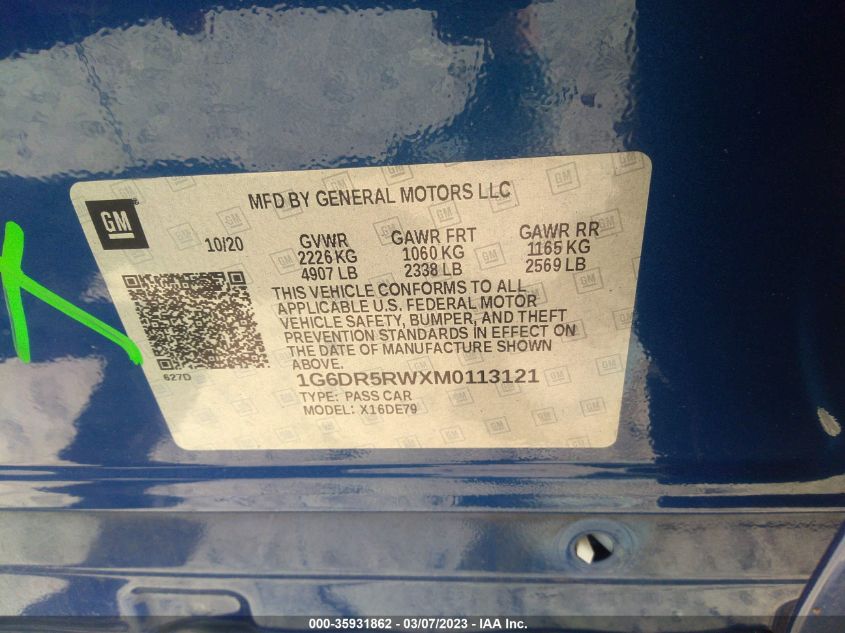 MFD BY GENERAL MOTORS LLC
GM
10/20 GVWR GAWR FRT GAWR RR
2226 KG 1060 KG 1165 KG
4907 LB 2338 LB 2569 LB
THIS VEHICLE CONFORMS TO ALL
APPLICABLE U.S. FEDERAL MOTOR
VEHICLE SAFETY, BUMPER, AND THEFT
PREVENTION STANDARDS IN EFFECT ON
THE DATE OF MANUFACTURE SHOWN
ABOVE.
627D
1G6DR5RWXM0113121
TYPE: PASS CAR
MODEL: X16DE79
000-35931862 - 03/07/2023 - IAA Inc.